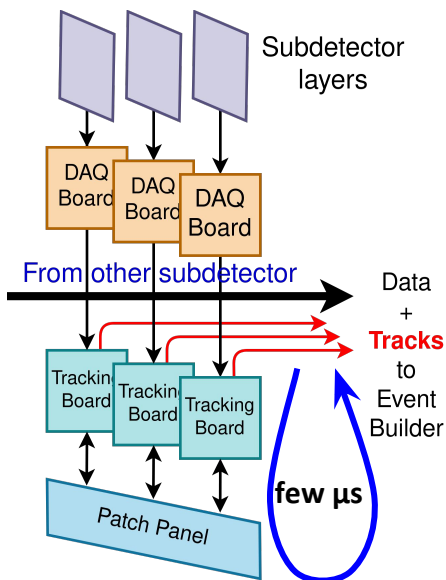 Subdetector
layers
DAQ
Board
DAQ
Board
DAQ
Board
From other subdetector
Data
+
Tracks
to
Event
Builder
Tracking
Board
Tracking
Board
Tracking
Board
few µs
Patch Panel